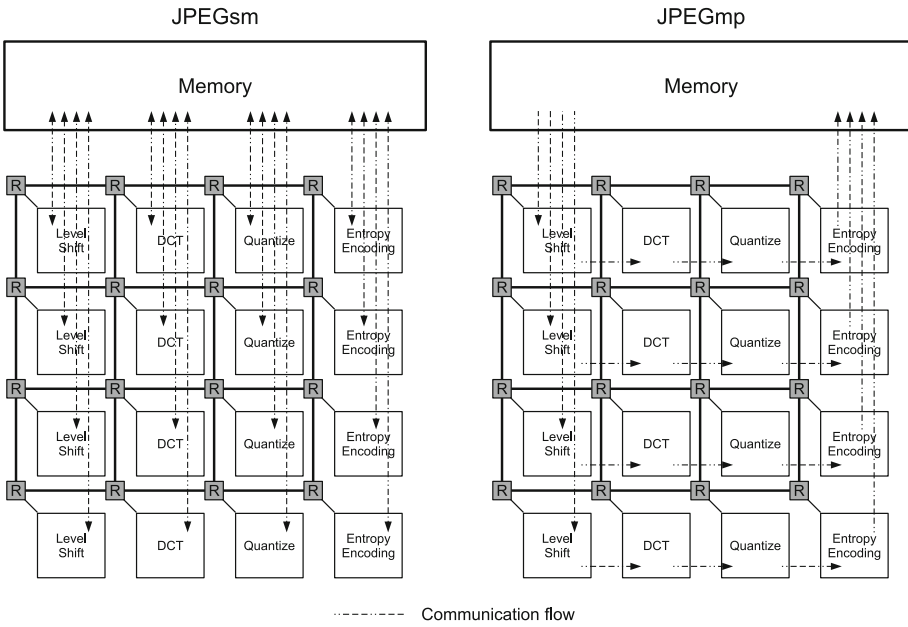 JPEGsm
JPEGmp
Memory
Memory
R R R R
R R R R
Level
Shift
DCT
Quantize
Entropy
Encoding
Level
Shift
DCT
Quantize
Entropy
Encoding
R R R R
R R R R
Level
Shift
DCT
Quantize
Entropy
Encoding
Level
Shift
DCT
Quantize
Entropy
Encoding
R R R R
R R R R
Level
Shift
DCT
Quantize
Entropy
Encoding
Level
Shift
DCT
Quantize
Entropy
Encoding
R R R R
R R R R
Level
Shift
DCT
Quantize
Entropy
Encoding
Level
Shift
DCT
Quantize
Entropy
Encoding
Communication flow